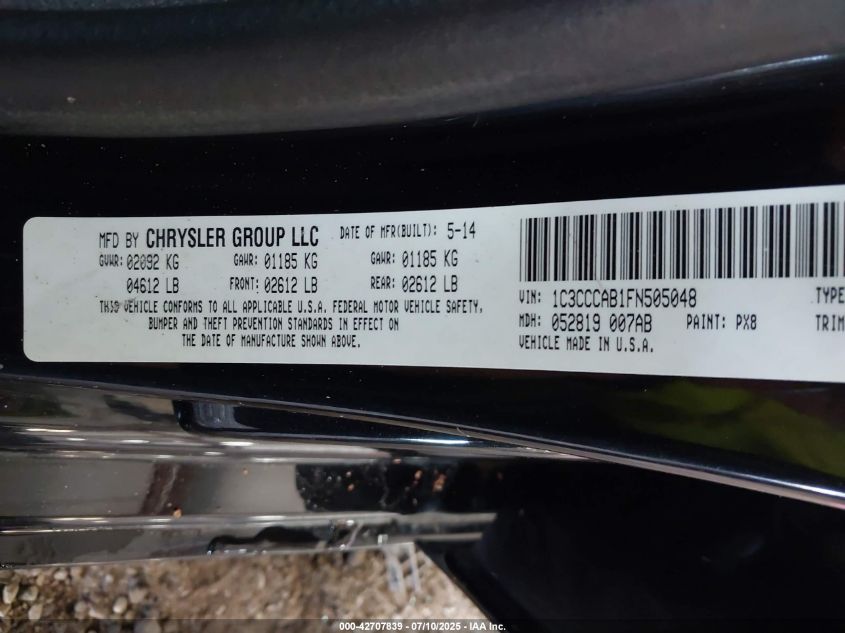 MFD BY CHRYSLER GROUP LLC DATE OF MFR(BUILT): 5-14
GVWR: 02092 KG GAWR: 01185 KG GAWR: 01185 KG
04612 LB FRONT: 02612 LB REAR: 02612 LB
THIS VEHICLE CONFORMS TO ALL APPLICABLE U.S.A. FEDERAL MOTOR VEHICLE SAFETY,
BUMPER AND THEFT PREVENTION STANDARDS IN EFFECT ON
THE DATE OF MANUFACTURE SHOWN ABOVE.
VIN: 1C3CCCAB1FN505048 TYPE
MDH: 052819 007AB PAINT: PX8 TRIM
VEHICLE MADE IN U.S.A.
000-42707839 - 07/10/2025 - IAA Inc.